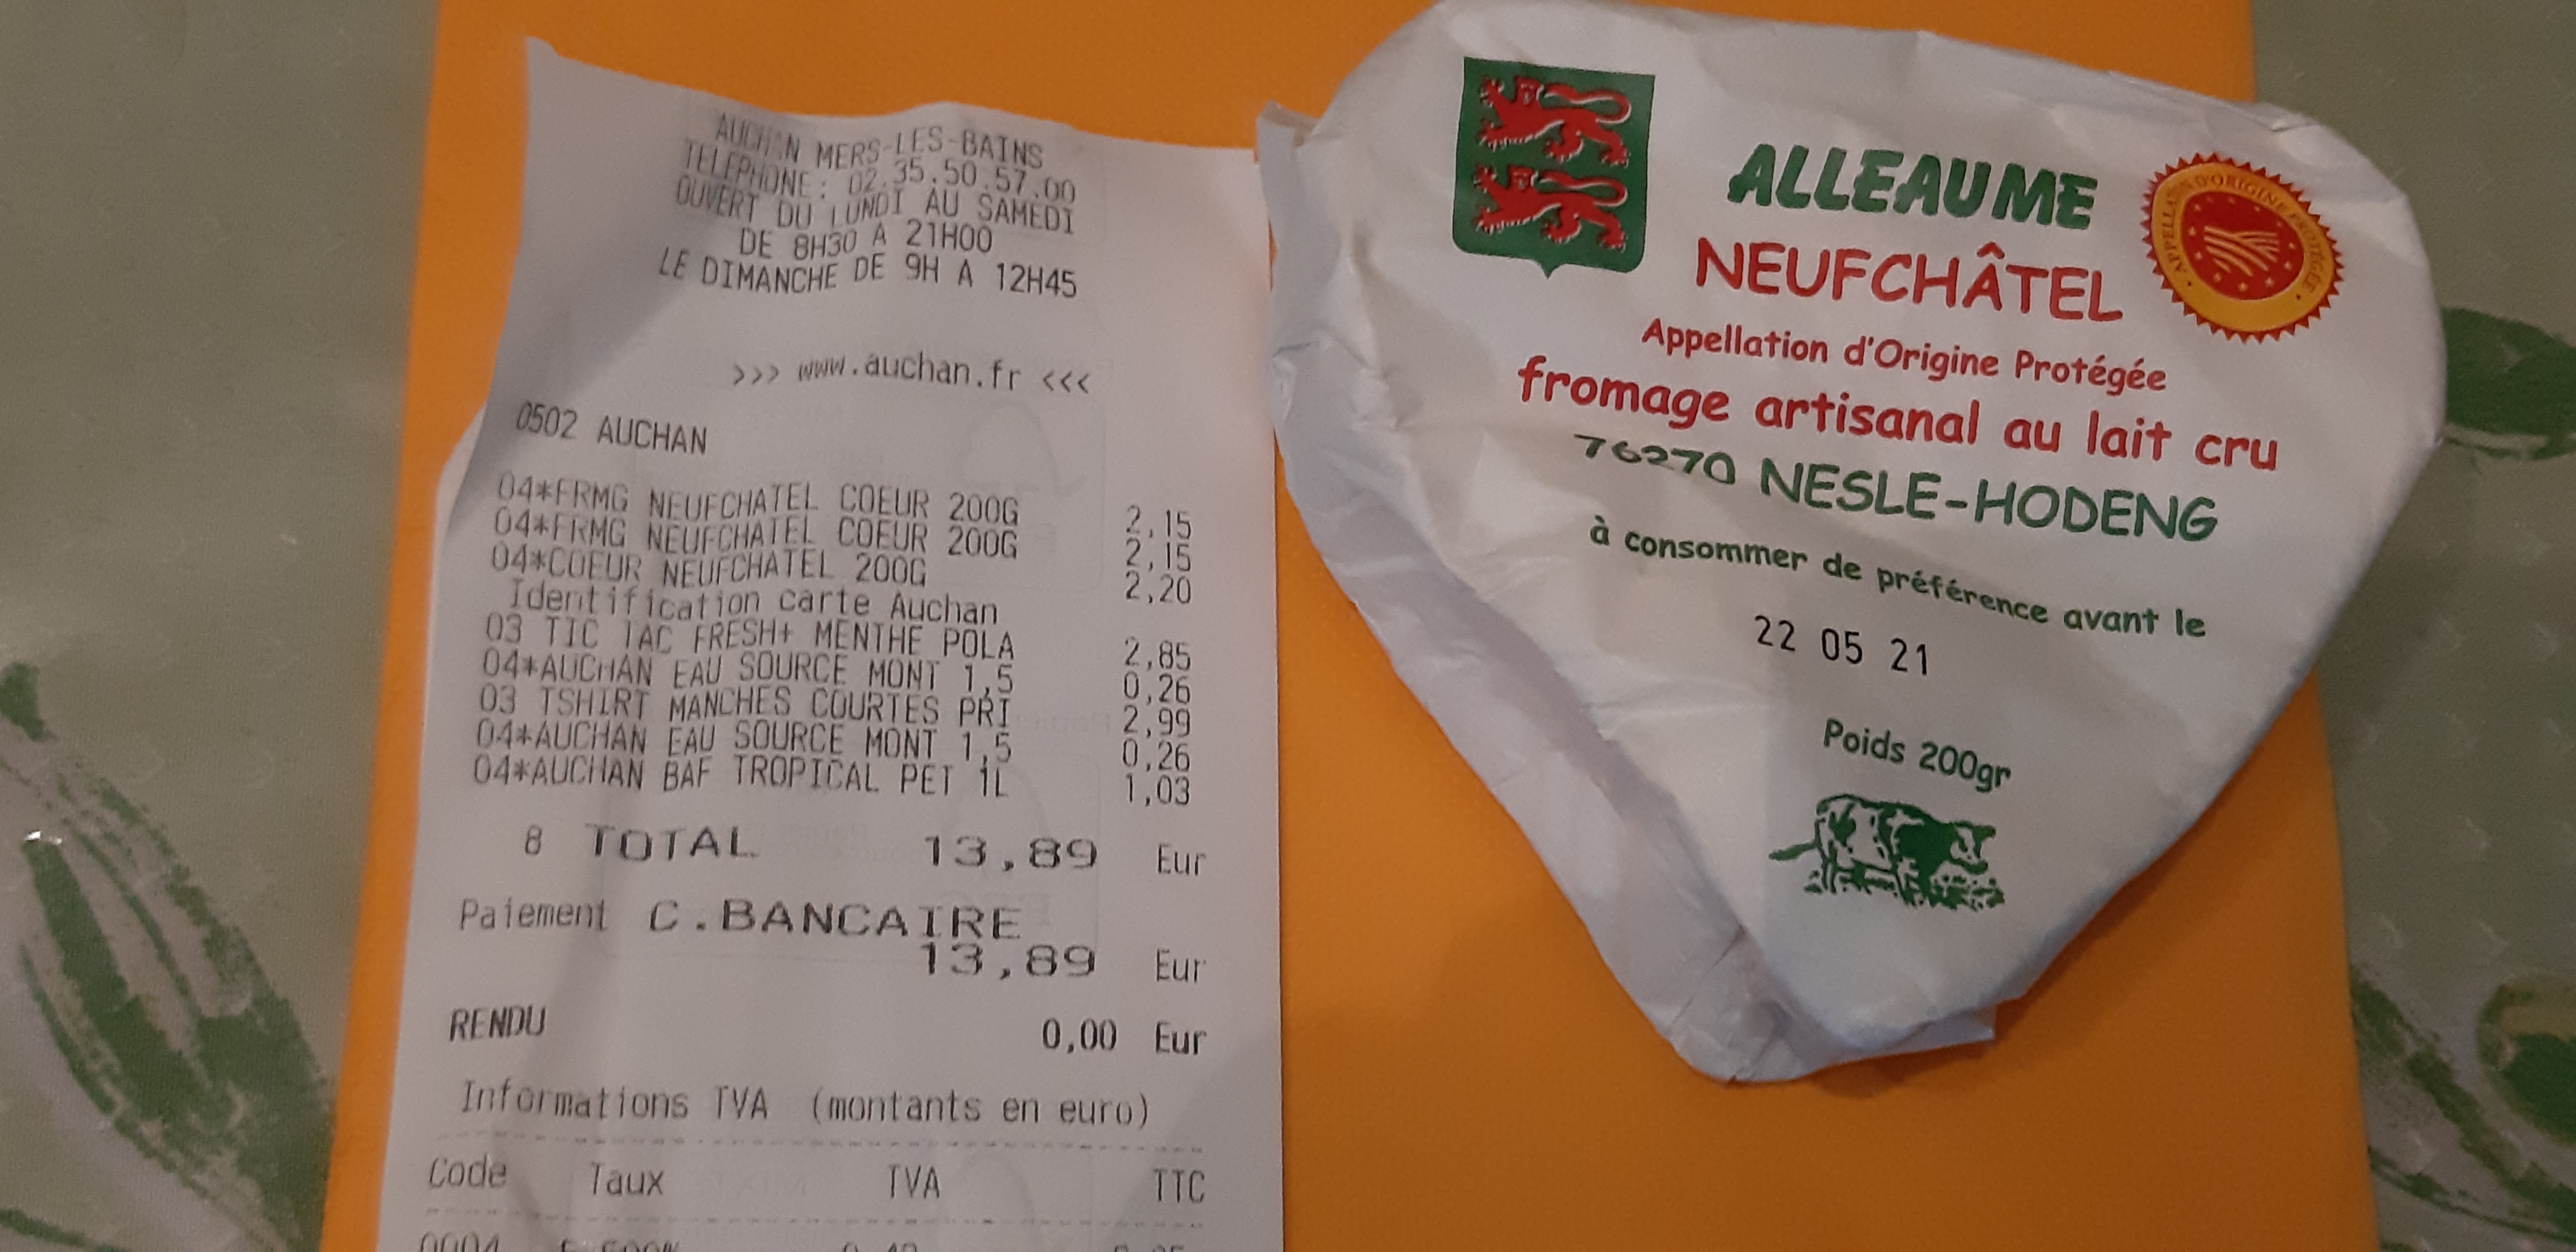 AUCHAN MERS-LES-BAINS
TELEPHONE: 02.35.50.57.00
OUVERT DU LUNDI AU SAMEDI
DE 8H30 A 21H00
LE DIMANCHE DE 9H A 12H45
>>> www.auchan.fr <<<
0502 AUCHAN
04*FRMG NEUFCHATEL COEUR 200G 2,15
04*FRMG NEUFCHATEL COEUR 200G 2,15
04*COEUR NEUFCHATEL 200G 2,20
Identification carte Auchan
03 TIC TAC FRESH+ MENTHE POLA 2,85
04*AUCHAN EAU SOURCE MONT 1,5 0,26
03 TSHIRT MANCHES COURTES PRI 2,99
04*AUCHAN EAU SOURCE MONT 1,5 0,26
04*AUCHAN BAF TROPICAL PET 1L 1,03
8 TOTAL 13,89 Eur
Paiement C.BANCAIRE
13,89 Eur
RENDU 0,00 Eur
Informations TVA (montants en euro)
Code Taux TVA TTC
ALLEAUME
NEUFCHÂTEL
Appellation d'Origine Protégée
fromage artisanal au lait cru
76270 NESLE-HODENG
à consommer de préférence avant le
22 05 21
Poids 200gr
APPELLATION D'ORIGINE PROTÉGÉE